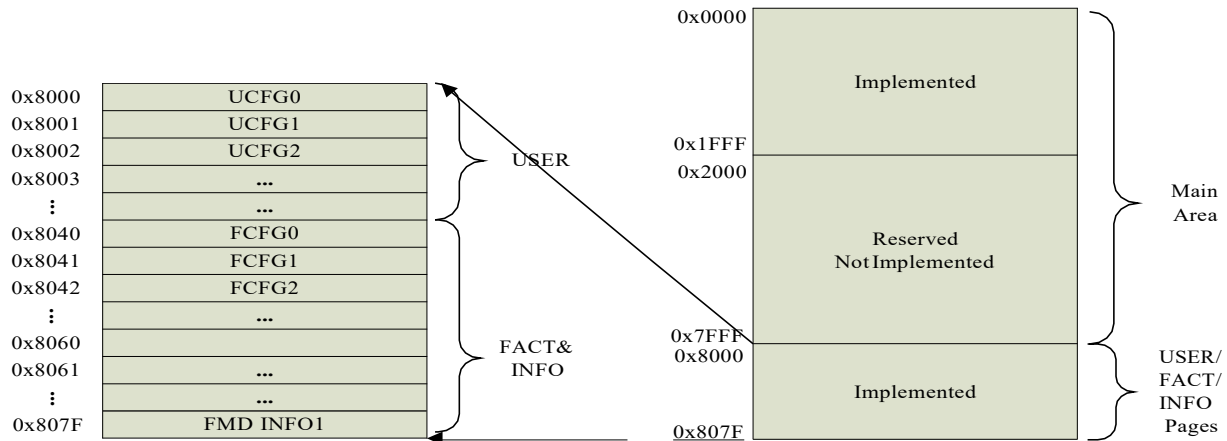 0x8000 UCFG0
0x8001 UCFG1
0x8002 UCFG2
0x8003 ...
⋮ ...
0x8040 FCFG0
0x8041 FCFG1
0x8042 FCFG2
⋮ ...
0x8060
0x8061 ...
⋮ ...
0x807F FMD INFO1
USER
FACT&
INFO
0x0000
Implemented
0x1FFF
0x2000
Reserved
Not Implemented
0x7FFF
0x8000
Implemented
0x807F
Main
Area
USER/
FACT/
INFO
Pages